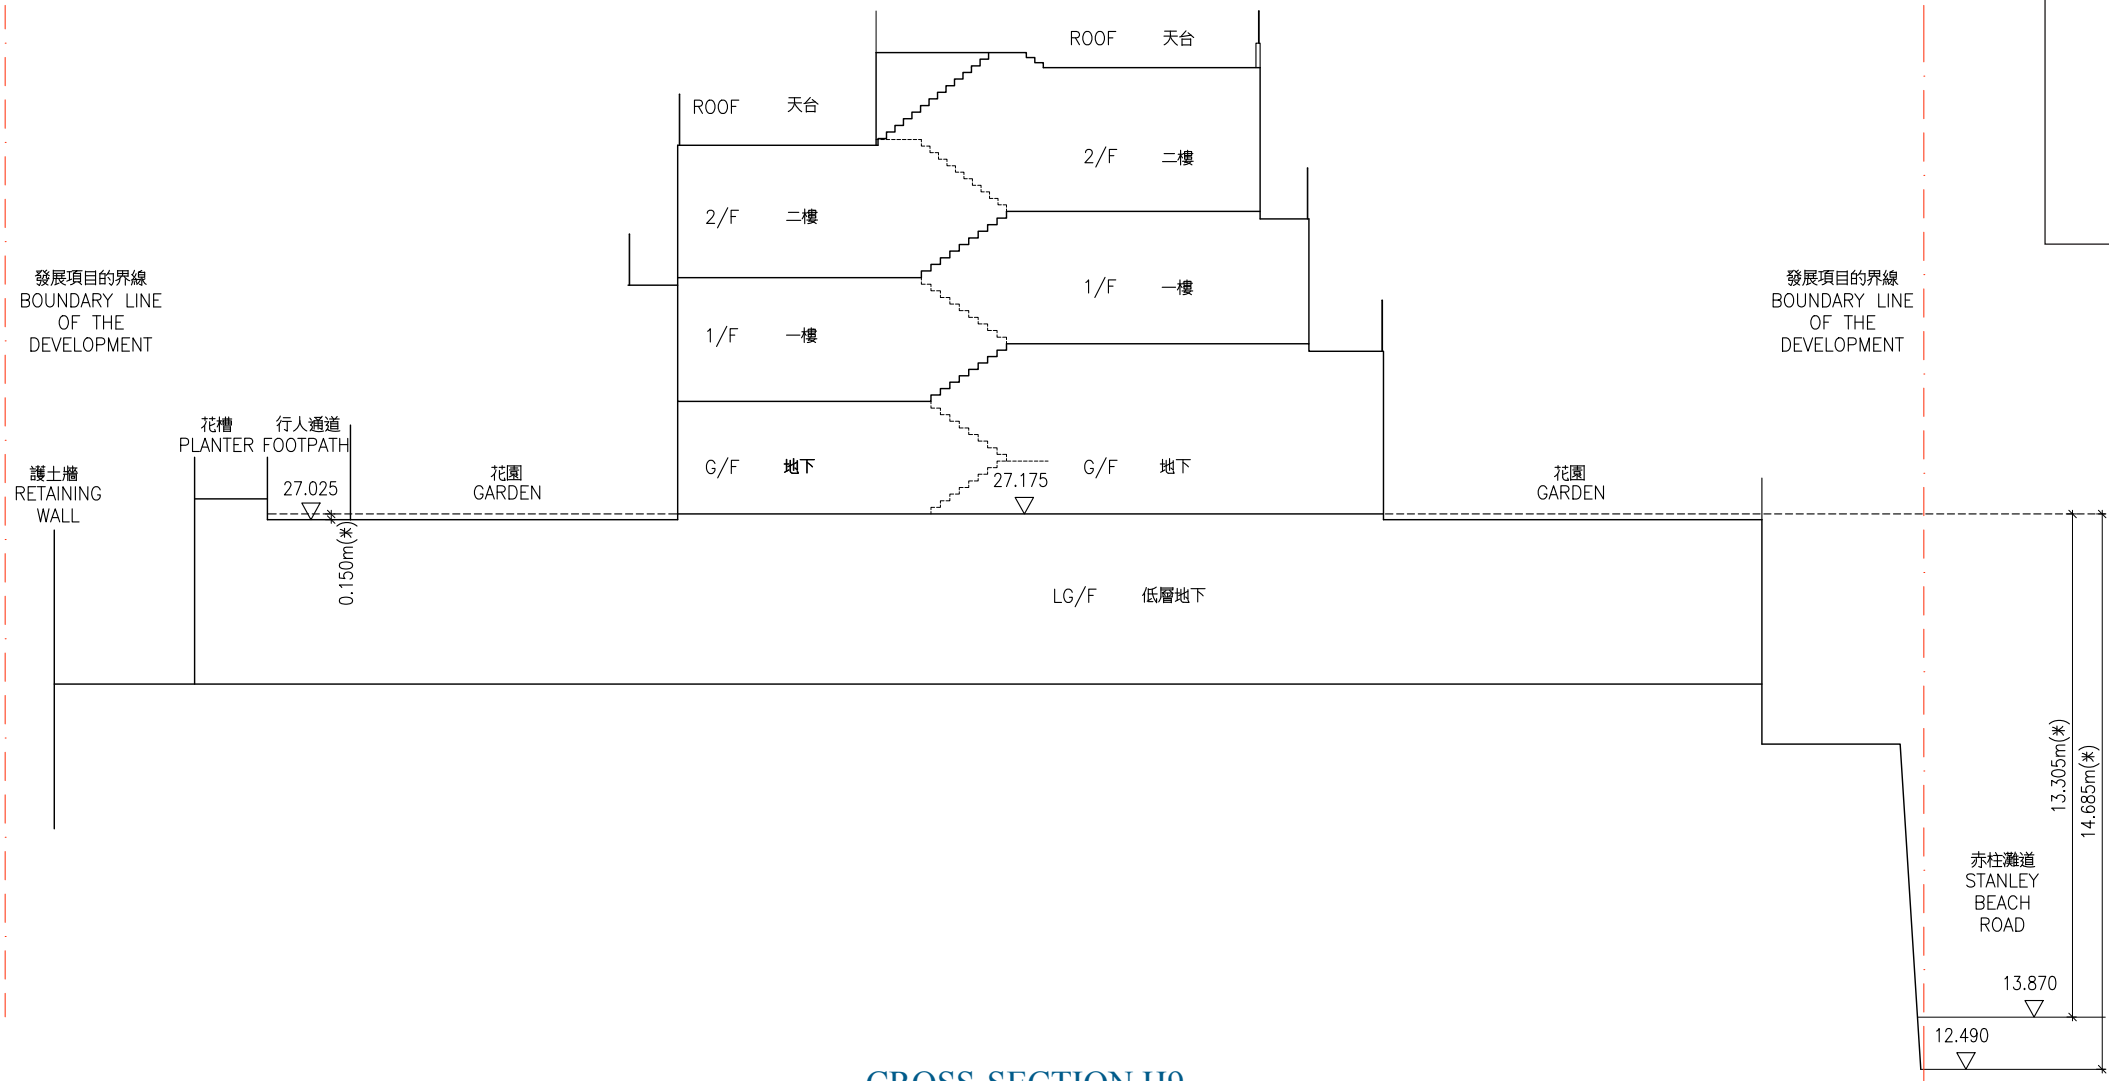 ROOF 天台
ROOF 天台
2/F 二樓
2/F 二樓
發展項目的界線
BOUNDARY LINE
OF THE
DEVELOPMENT
1/F 一樓
發展項目的界線
BOUNDARY LINE
OF THE
DEVELOPMENT
1/F 一樓
花槽
PLANTER
行人通道
FOOTPATH
護土牆
RETAINING
WALL
27.025
花園
GARDEN
G/F 地下
27.175
G/F 地下
花園
GARDEN
0.150m(米)
LG/F 低層地下
13.305m(米)
14.685m(米)
赤柱灘道
STANLEY
BEACH
ROAD
13.870
12.490